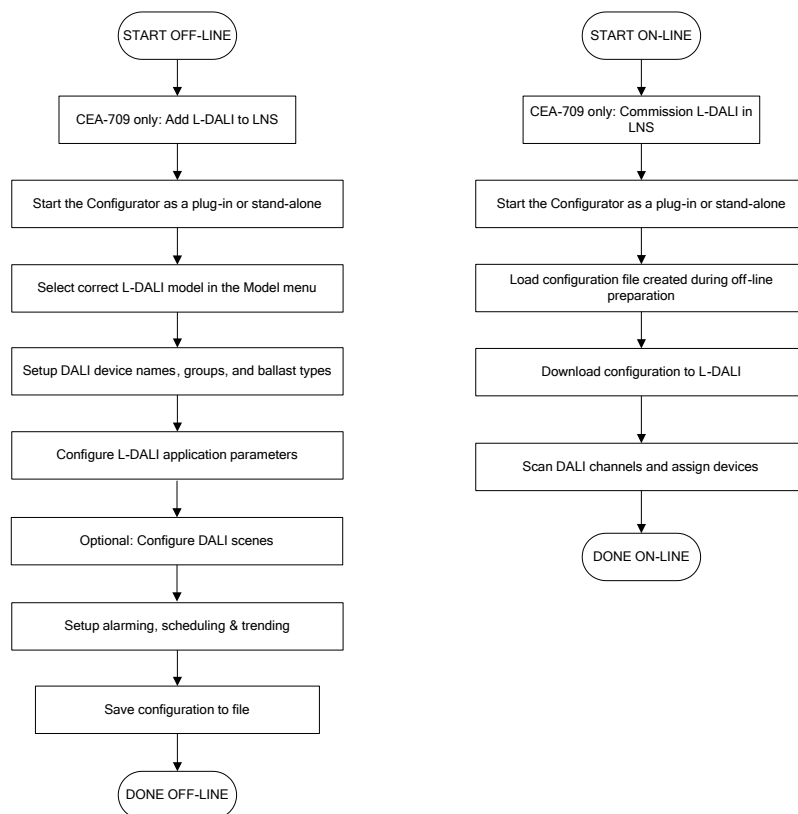 START OFF-LINE
CEA-709 only: Add L-DALI to LNS
Start the Configurator as a plug-in or stand-alone
Select correct L-DALI model in the Model menu
Setup DALI device names, groups, and ballast types
Configure L-DALI application parameters
Optional: Configure DALI scenes
Setup alarming, scheduling & trending
Save configuration to file
DONE OFF-LINE
START ON-LINE
CEA-709 only: Commission L-DALI in
LNS
Start the Configurator as a plug-in or stand-alone
Load configuration file created during off-line
preparation
Download configuration to L-DALI
Scan DALI channels and assign devices
DONE ON-LINE